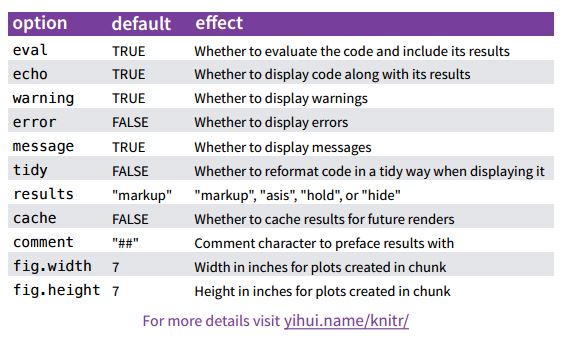 option default effect
eval TRUE Whether to evaluate the code and include its results
echo TRUE Whether to display code along with its results
warning TRUE Whether to display warnings
error FALSE Whether to display errors
message TRUE Whether to display messages
tidy FALSE Whether to reformat code in a tidy way when displaying it
results "markup" "markup", "asis", "hold", or "hide"
cache FALSE Whether to cache results for future renders
comment "##" Comment character to preface results with
fig.width 7 Width in inches for plots created in chunk
fig.height 7 Height in inches for plots created in chunk
For more details visit yihui.name/knitr/